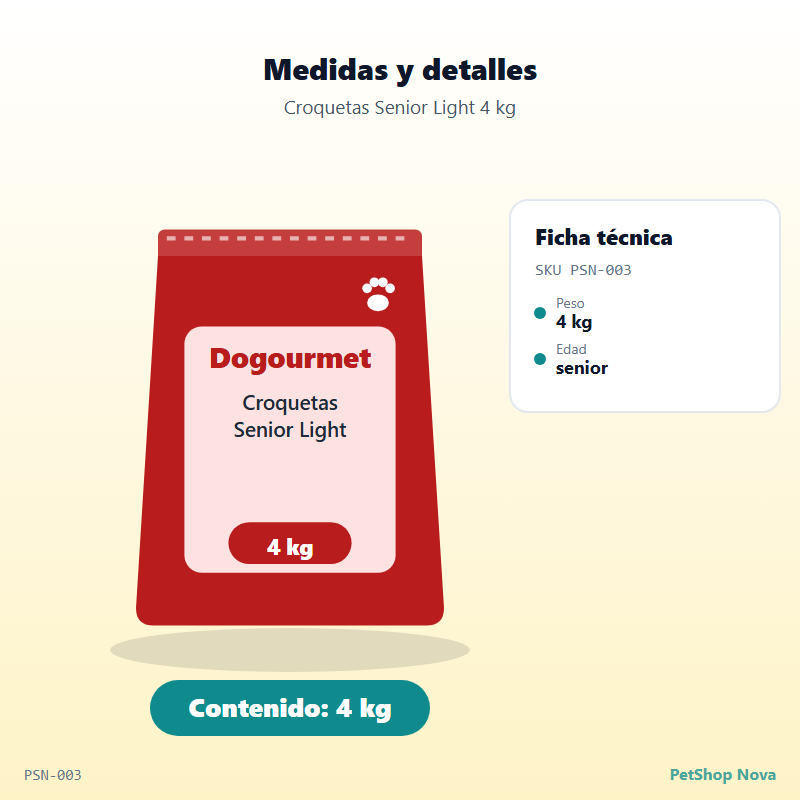 Medidas y detalles
Croquetas Senior Light 4 kg
Dogourmet
Croquetas
Senior Light
4 kg
Contenido: 4 kg
Ficha técnica
SKU PSN-003
Peso
4 kg
Edad
senior
PSN-003
PetShop Nova